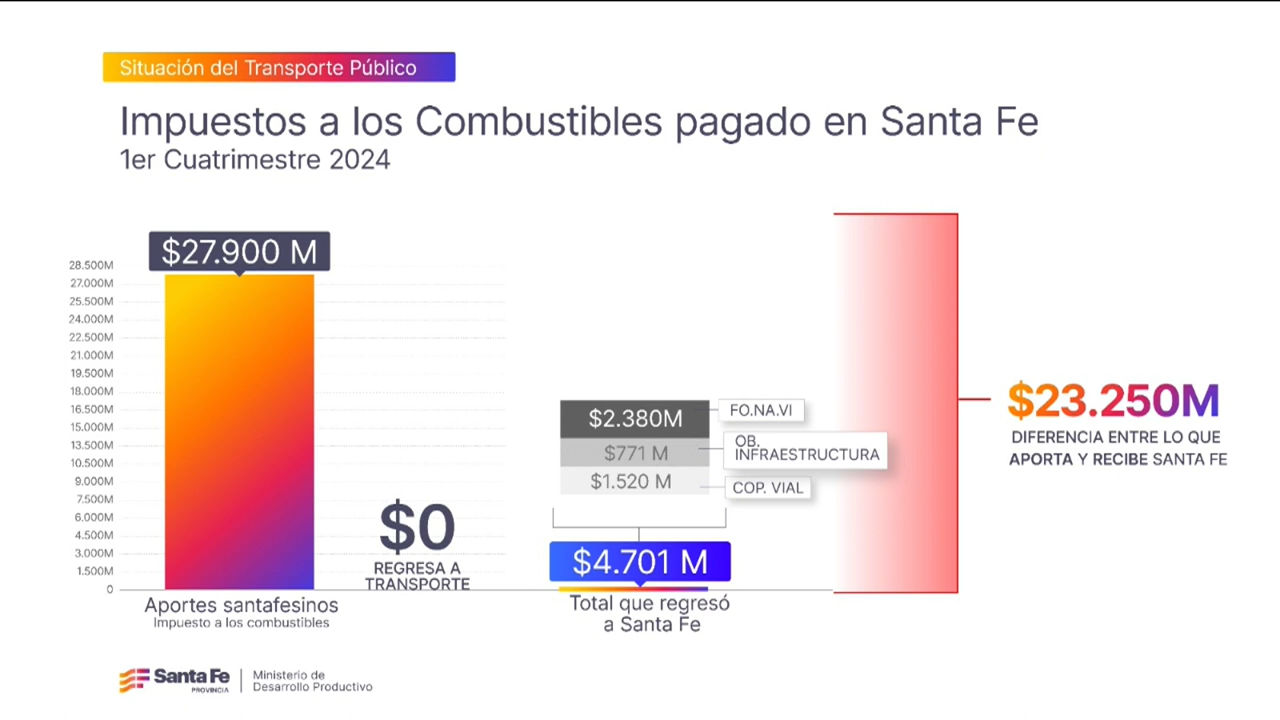 Situación del Transporte Público
Impuestos a los Combustibles pagado en Santa Fe
1er Cuatrimestre 2024
$27.900 M
28.500M
27.000M
25.500M
24.000M
22.500M
21.000M
19.500M
18.000M
16.500M
15.000M
13.500M
10.500M
9.000M
7.500M
6.000M
4.500M
3.000M
1.500M
0
$0
REGRESA A
TRANSPORTE
Aportes santafesinos
Impuesto a los combustibles
$2.380M
FO.NA.VI
$771 M
OB.
INFRAESTRUCTURA
$1.520 M
COP. VIAL
$4.701 M
Total que regresó
a Santa Fe
$23.250M
DIFERENCIA ENTRE LO QUE
APORTA Y RECIBE SANTA FE
Santa Fe
PROVINCIA
Ministerio de
Desarrollo Productivo